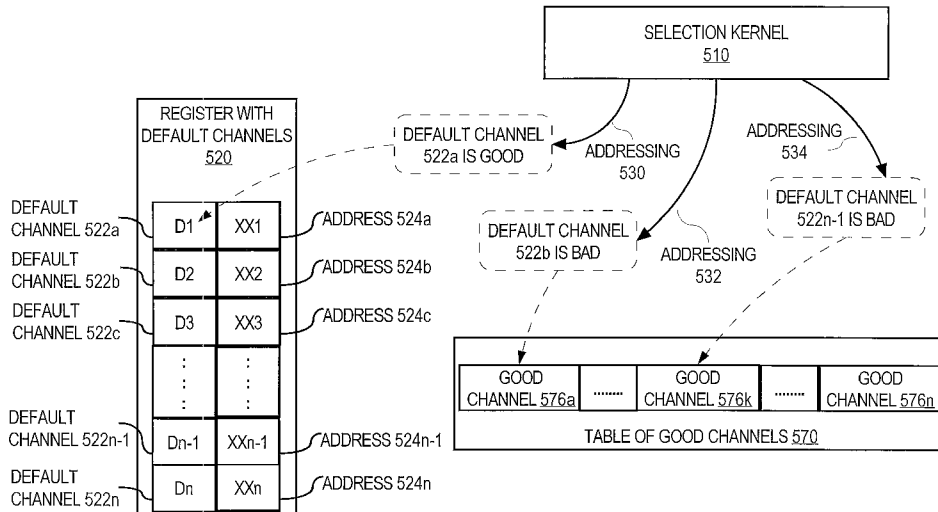 SELECTION KERNEL
510
REGISTER WITH
DEFAULT CHANNELS
520
DEFAULT CHANNEL
522a IS GOOD
ADDRESSING
530
ADDRESSING
534
DEFAULT CHANNEL
522b IS BAD
ADDRESSING
532
DEFAULT CHANNEL
522n-1 IS BAD
DEFAULT
CHANNEL 522a
D1
XX1
ADDRESS 524a
DEFAULT
CHANNEL 522b
D2
XX2
ADDRESS 524b
DEFAULT
CHANNEL 522c
D3
XX3
ADDRESS 524c
DEFAULT
CHANNEL 522n-1
Dn-1
XXn-1
ADDRESS 524n-1
DEFAULT
CHANNEL 522n
Dn
XXn
ADDRESS 524n
GOOD
CHANNEL 576a
........
GOOD
CHANNEL 576k
........
GOOD
CHANNEL 576n
TABLE OF GOOD CHANNELS 570